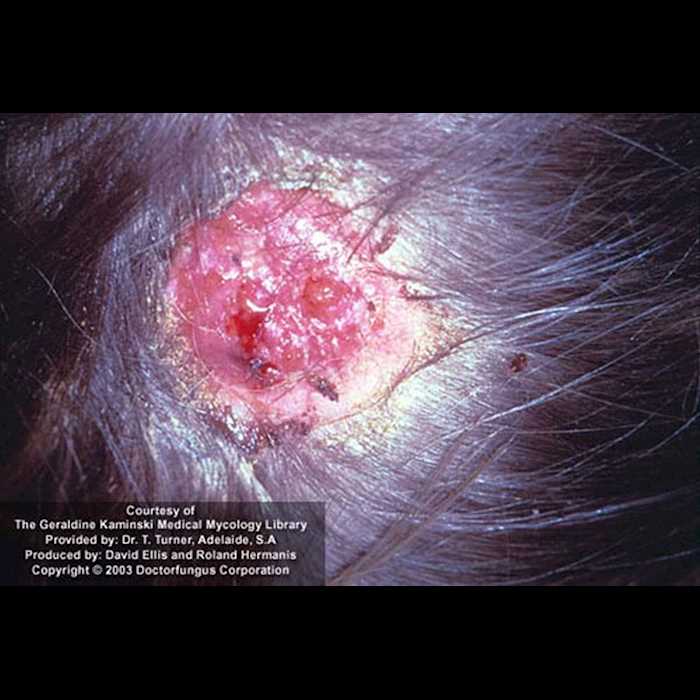 Courtesy of
The Geraldine Kaminski Medical Mycology Library
Provided by: Dr. T. Turner, Adelaide, S.A
Produced by: David Ellis and Roland Hermanis
Copyright © 2003 Doctorfungus Corporation